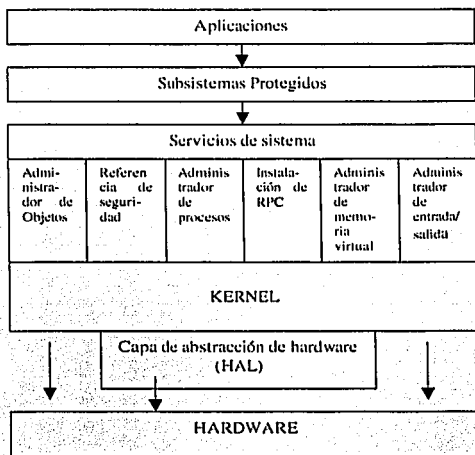 Aplicaciones
Subsistemas Protegidos
Servicios de sistema
Admi-
nistra-
dor de
Objetos
Referen
cia de
seguri-
dad
Adminis
trador
de
procesos
Instala-
ción de
RPC
Adminis
trador
de
memo-
ria
virtual
Adminis
trador
de
entrada/
salida
KERNEL
Capa de abstracción de hardware
(HAL)
HARDWARE